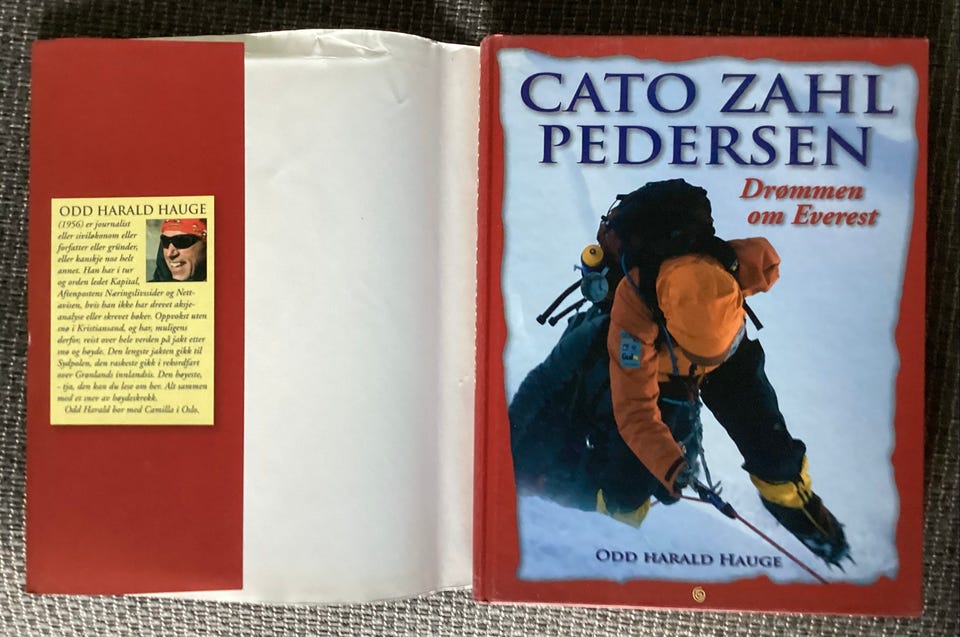 ODD HARALD HAUGE
(1956) er journalist
eller siviløkonom eller
forfatter eller gründer,
eller kanskje noe helt
annet. Han har i tur
og orden ledet Kapital,
Aftenpostens Næringslivssider og Nett-
avisen, hvis han ikke har drevet aksje-
analyse eller skrevet bøker. Oppvokst uten
snø i Kristiansand, og har, muligens
derfor, reist over hele verden på jakt etter
snø og høyde. Den lengste jakten gikk til
Sydpolen, den raskeste gikk i rekordfart
over Grønlands innlandsis. Den høyeste,
- tja, den kan du lese om her. Alt sammen
med et snev av høydeskrekk.
Odd Harald bor med Camilla i Oslo.
CATO ZAHL
PEDERSEN
Drømmen
om Everest
ODD HARALD HAUGE